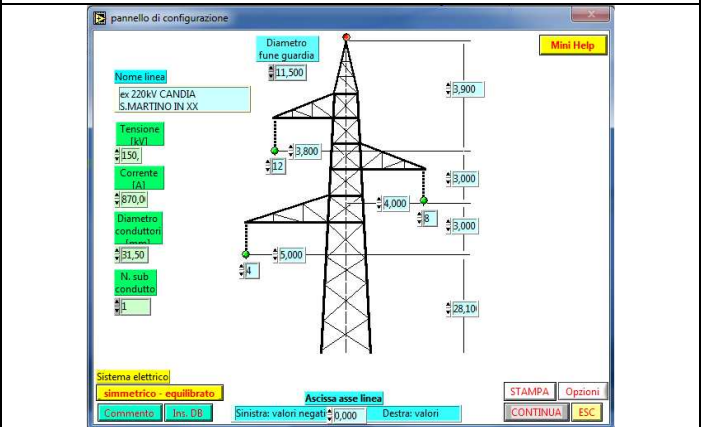 pannello di configurazione
Diametro
fune guardia
11,500
Mini Help
Nome linea
ex 220kV CANDIA
S.MARTINO IN XX
3,900
Tensione
[kV]
150,
3,800
12
Corrente
[A]
870,0
3,000
4,000
8
Diametro
conduttori
[mm]
31,50
3,000
5,000
4
N. sub
condutto
1
28,10
Sistema elettrico
simmetrico - equilibrato
STAMPA
Opzioni
Ascissa asse linea
Commento
Ins. DB
Sinistra: valori negati
0,000
Destra: valori
CONTINUA
ESC